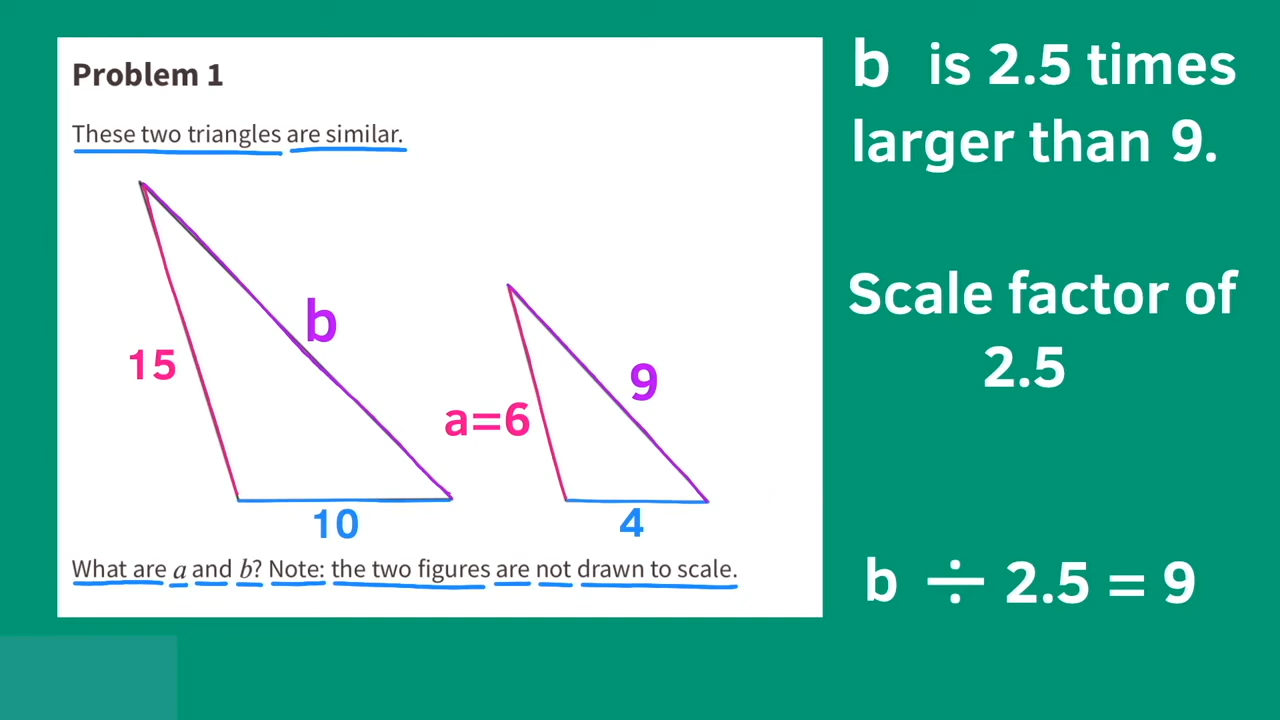 Problem 1
These two triangles are similar.
b
15
9
a=6
10
4
What are a and b? Note: the two figures are not drawn to scale.
b is 2.5 times
larger than 9.
Scale factor of
2.5
b ÷ 2.5 = 9